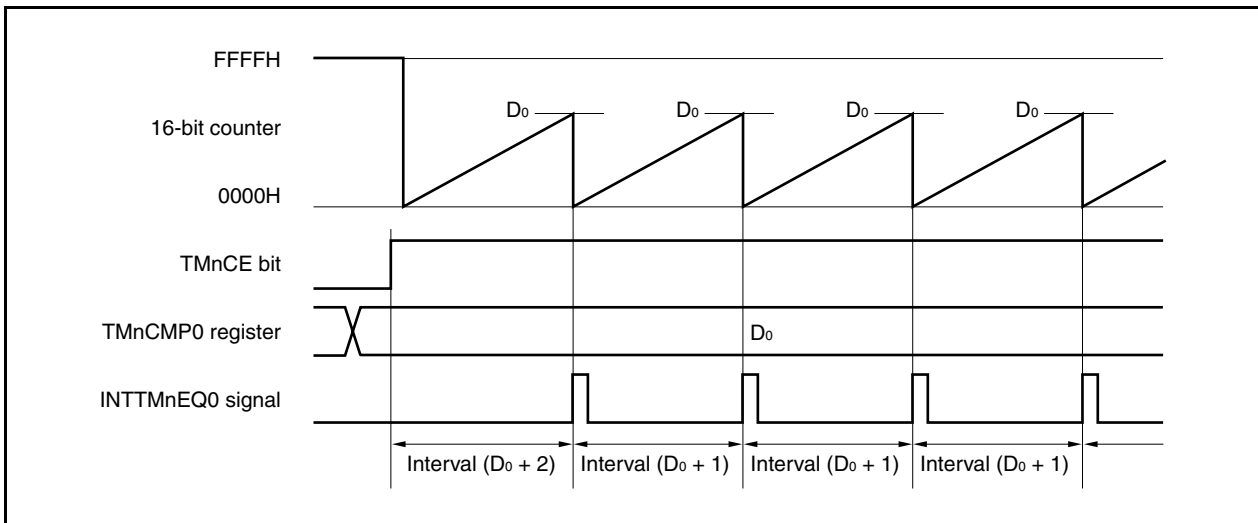 FFFFH
16-bit counter
0000H
D0 D0 D0 D0
TMnCE bit
TMnCMP0 register
D0
INTTMnEQ0 signal
Interval (D0 + 2) Interval (D0 + 1) Interval (D0 + 1) Interval (D0 + 1)